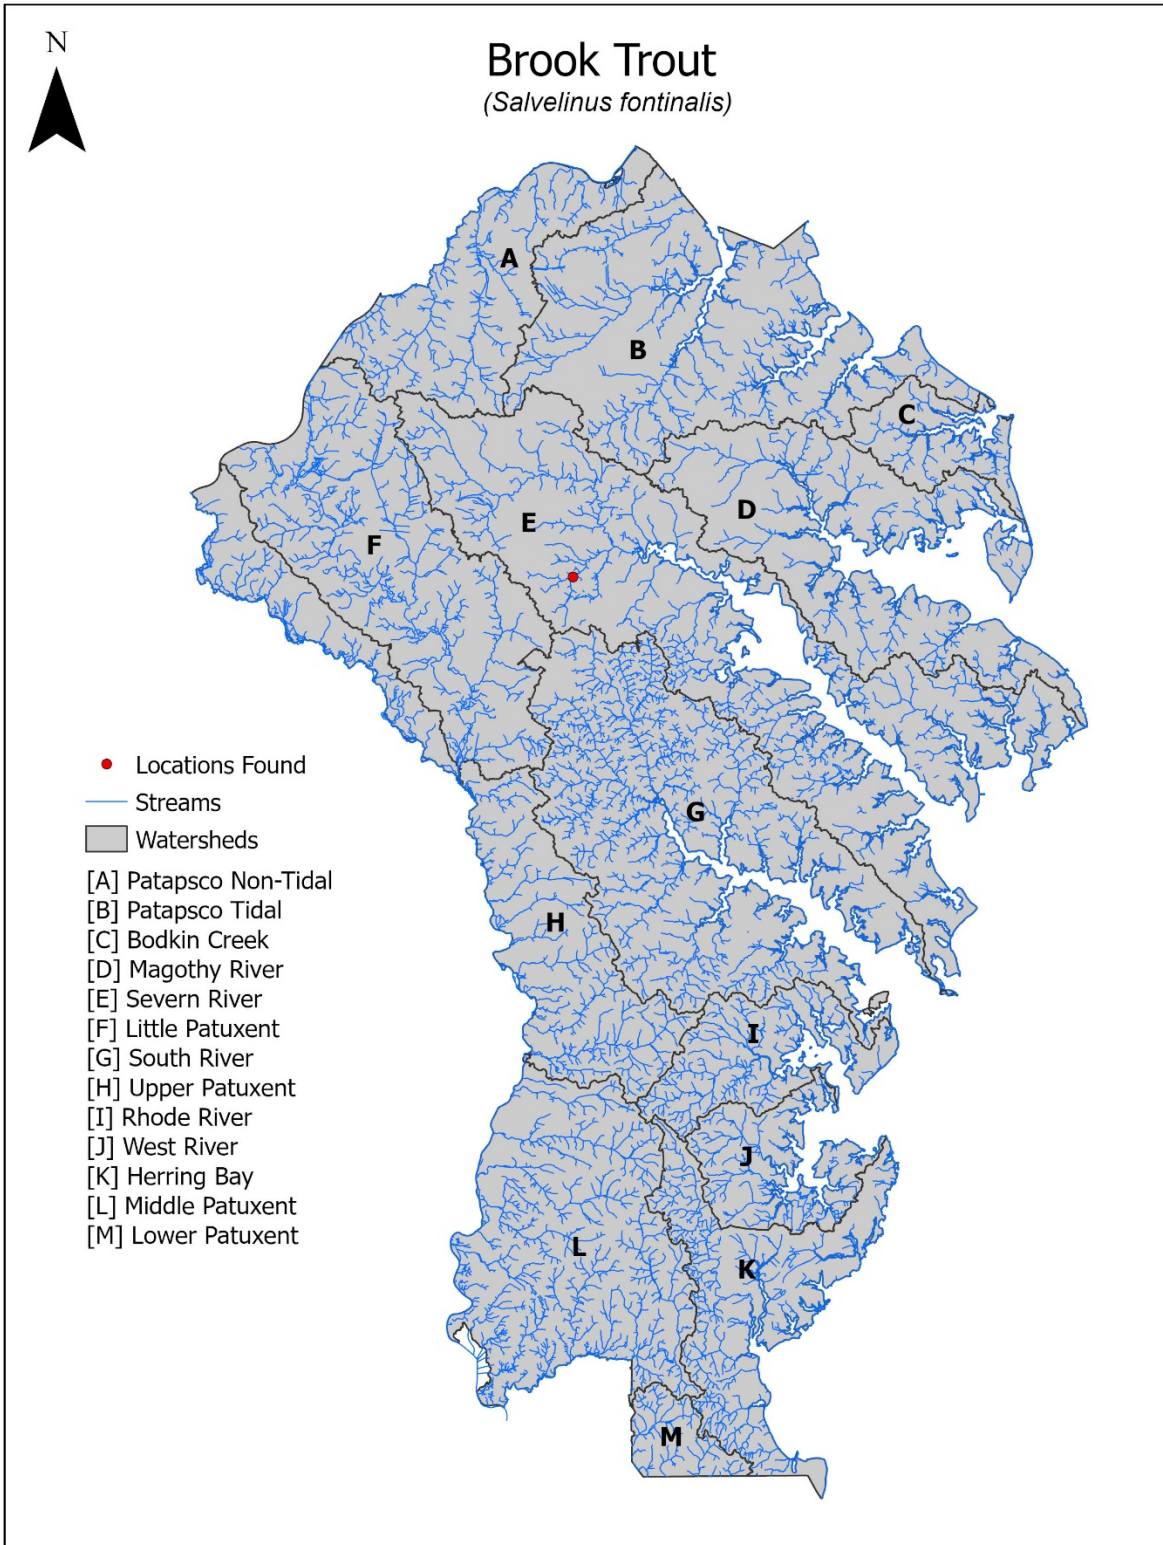 N
Brook Trout
(Salvelinus fontinalis)
A
B
C
D
E
F
G
H
I
J
K
L
M
Locations Found
Streams
Watersheds
[A] Patapsco Non-Tidal
[B] Patapsco Tidal
[C] Bodkin Creek
[D] Magothy River
[E] Severn River
[F] Little Patuxent
[G] South River
[H] Upper Patuxent
[I] Rhode River
[J] West River
[K] Herring Bay
[L] Middle Patuxent
[M] Lower Patuxent